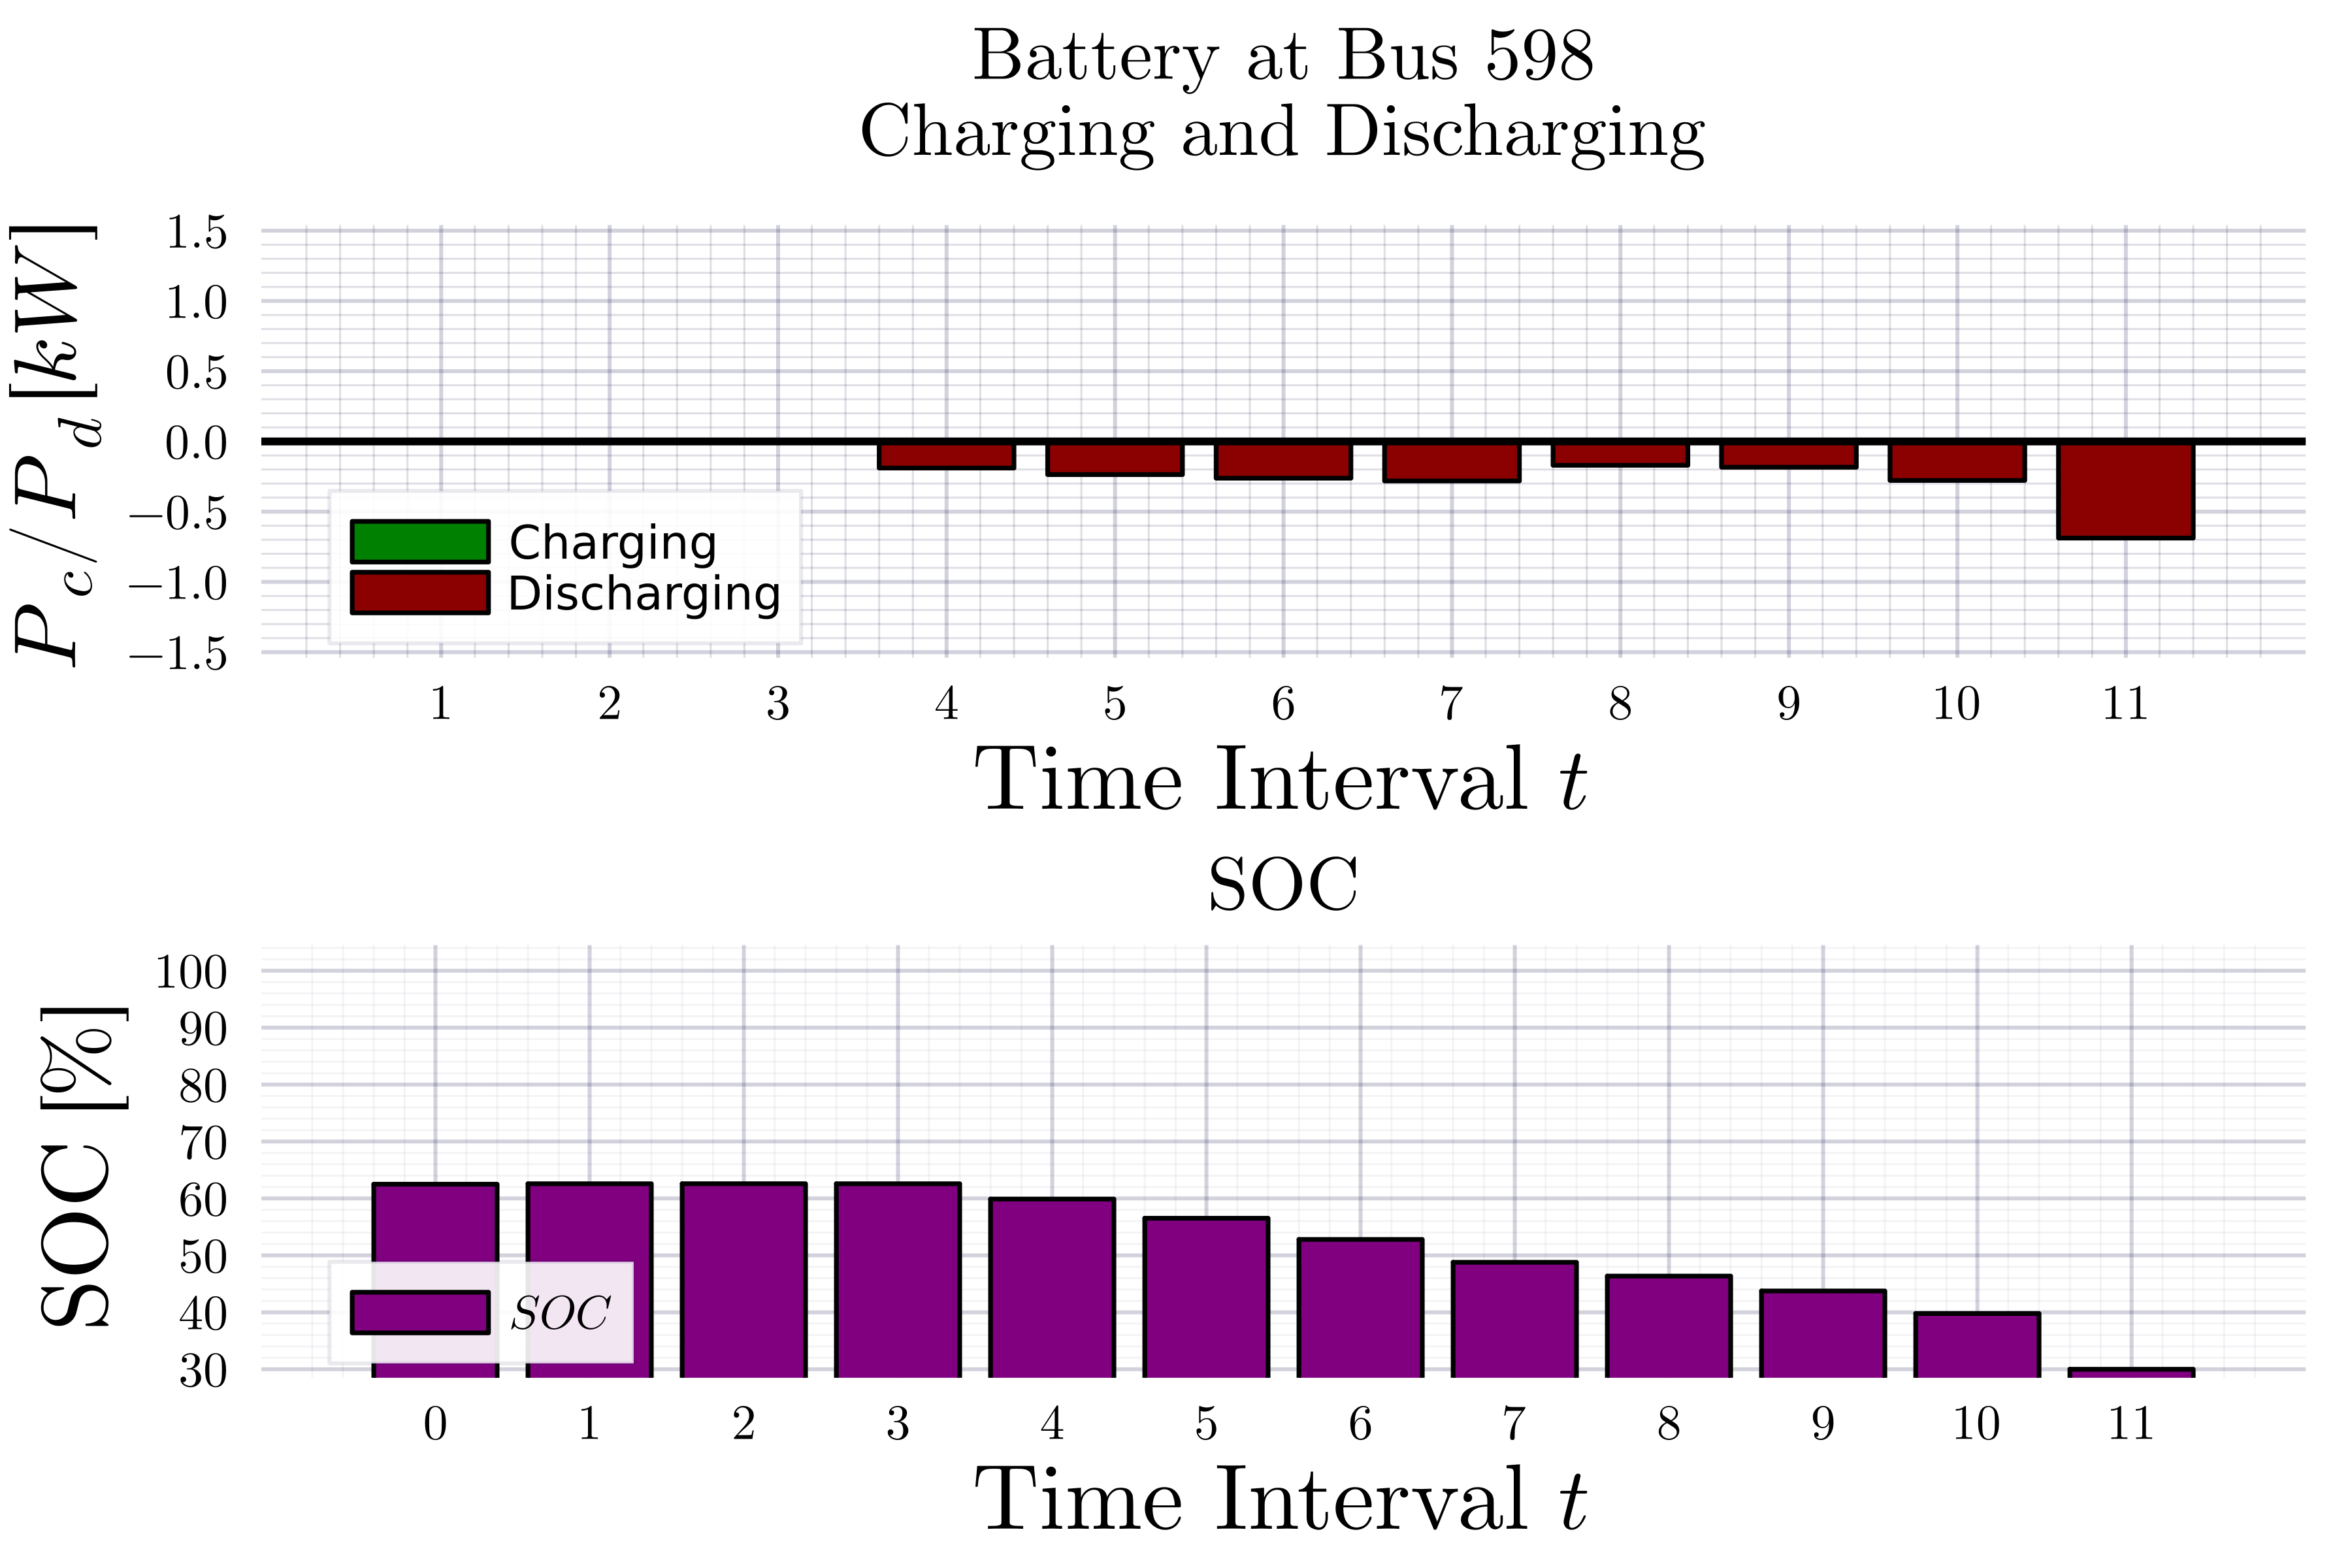 Battery at Bus 598
Charging and Discharging
P_c/P_d [kW]
1.5
1.0
0.5
0.0
−0.5
−1.0
−1.5
Charging
Discharging
1 2 3 4 5 6 7 8 9 10 11
Time Interval t
SOC
SOC [%]
100
90
80
70
60
50
40
30
SOC
0 1 2 3 4 5 6 7 8 9 10 11
Time Interval t